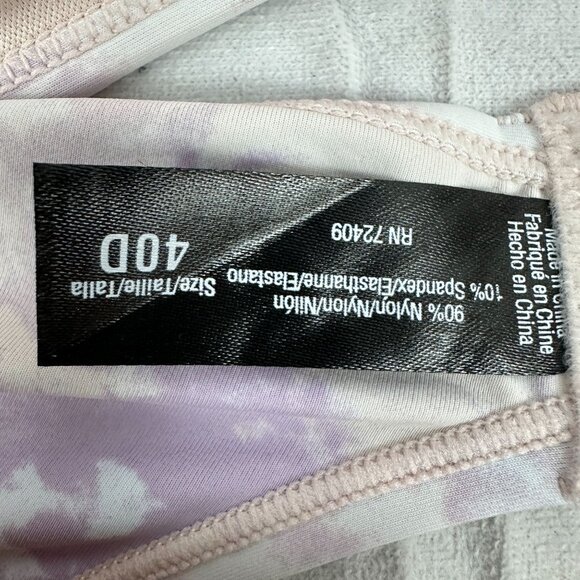 Size/Taille/Talla
40D
90% Nylon/Nylon/Nilón
10% Spandex/Elasthanne/Elastano
RN 72409
Made in China
Fabriqué en Chine
Hecho en China